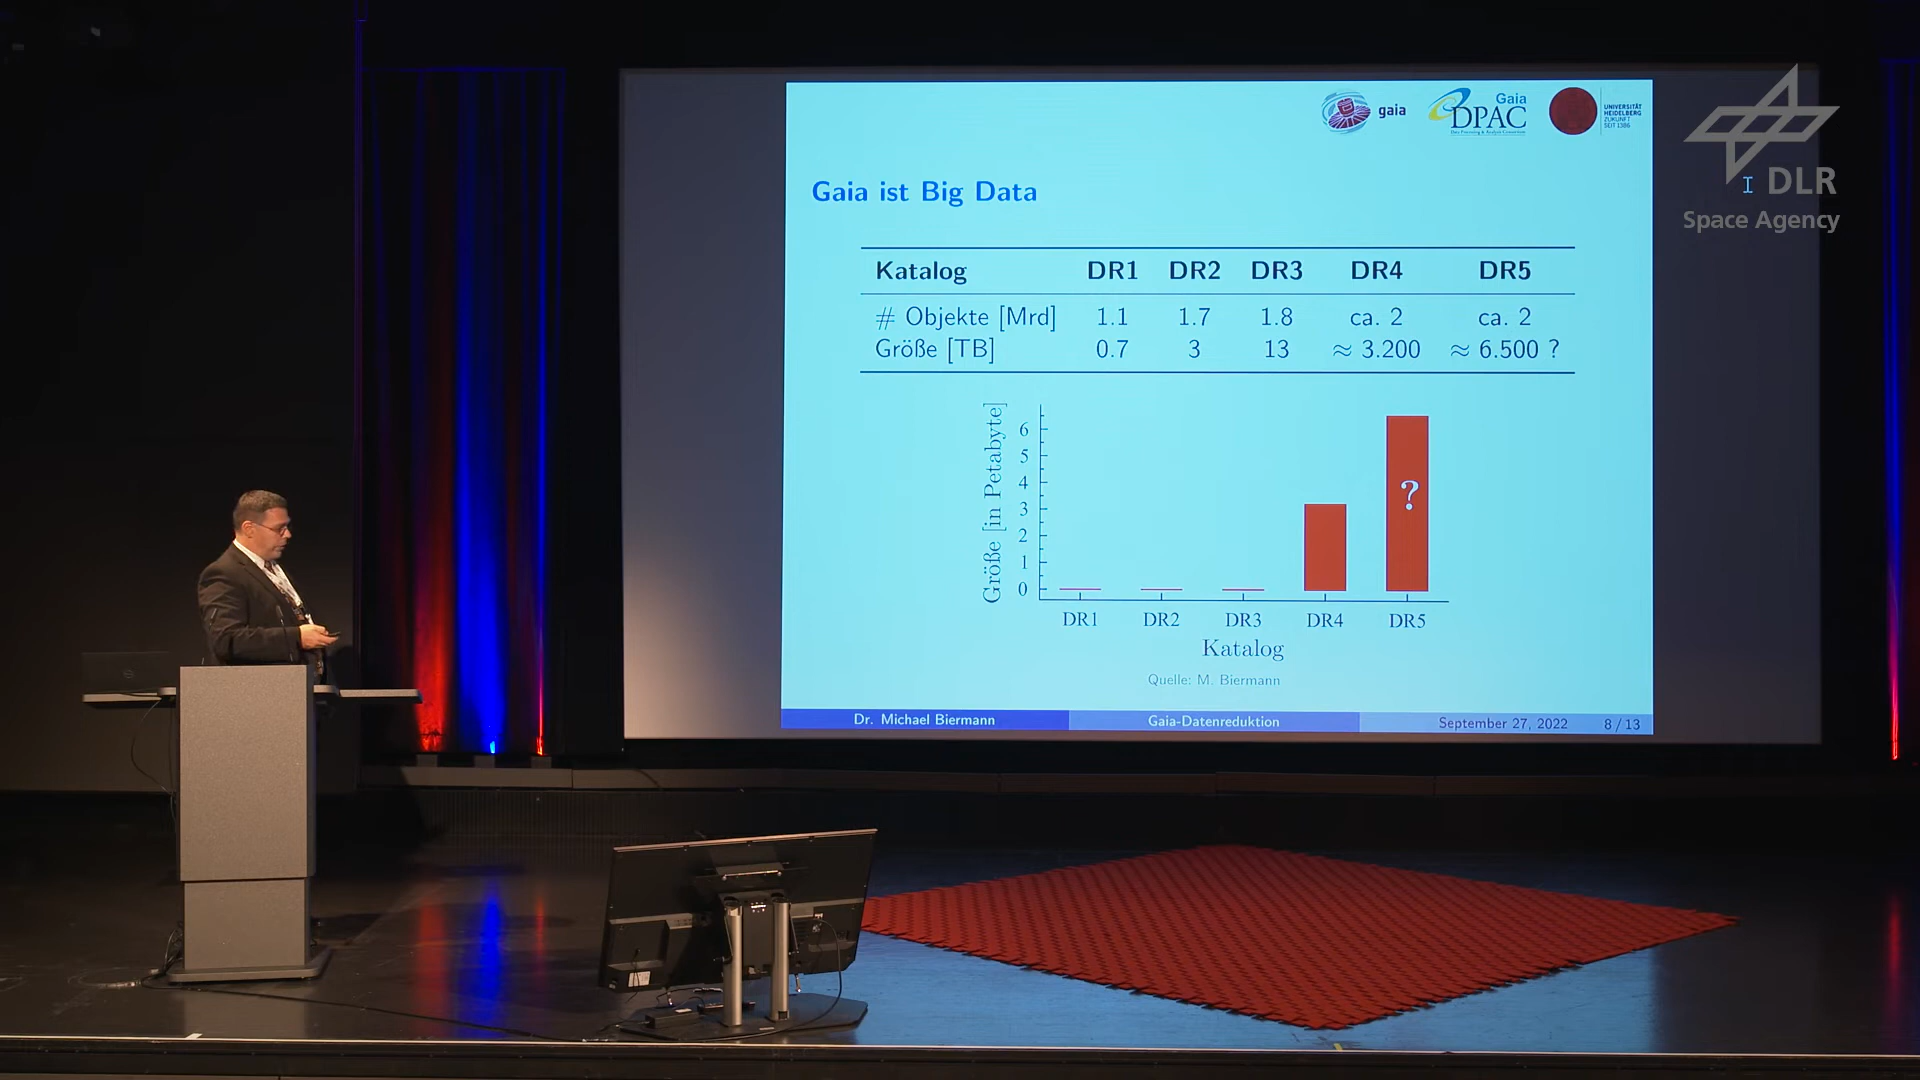 gaia
Gaia
DPAC
UNIVERSITÄT
HEIDELBERG
ZUKUNFT
SEIT 1386
DLR
Space Agency
Gaia ist Big Data
Katalog DR1 DR2 DR3 DR4 DR5
# Objekte [Mrd] 1.1 1.7 1.8 ca. 2 ca. 2
Größe [TB] 0.7 3 13 ≈ 3.200 ≈ 6.500 ?
Größe [in Petabyte]
6
5
4
3
2
1
0
?
DR1 DR2 DR3 DR4 DR5
Katalog
Quelle: M. Biermann
Dr. Michael Biermann Gaia-Datenreduktion September 27, 2022 8 / 13